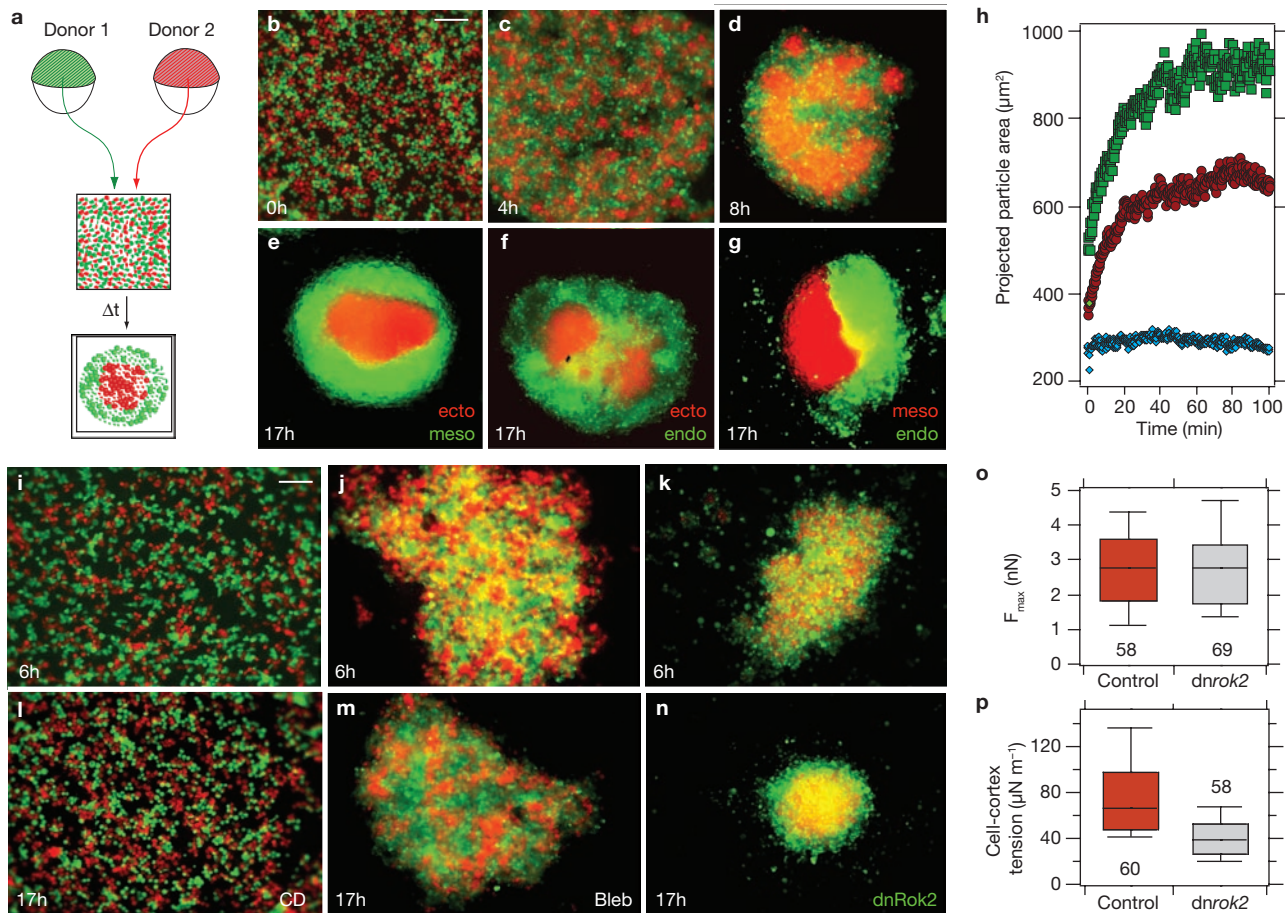 a
Donor 1
Donor 2
Δt
b
0h
c
4h
d
8h
e
ecto
meso
17h
f
ecto
endo
17h
g
meso
endo
17h
h
Projected particle area (µm²)
1000
800
600
400
200
0 20 40 60 80 100
Time (min)
i
6h
j
6h
k
6h
l
17h
CD
m
17h
Bleb
n
17h
dnRok2
o
Fmax (nN)
5
4
3
2
1
0
58
69
Control
dnrok2
p
Cell-cortex
tension (µN m⁻¹)
120
80
40
0
60
58
Control
dnrok2